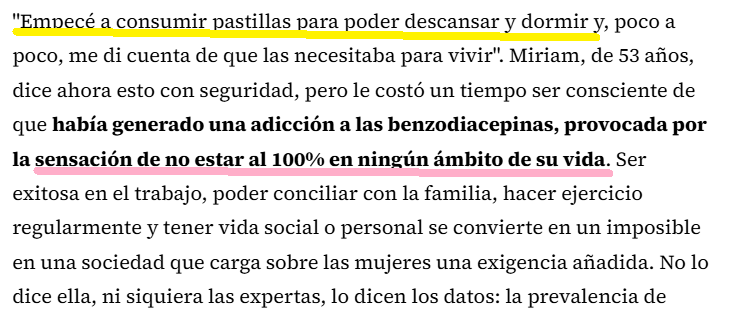 "Empecé a consumir pastillas para poder descansar y dormir y, poco a
poco, me di cuenta de que las necesitaba para vivir". Miriam, de 53 años,
dice ahora esto con seguridad, pero le costó un tiempo ser consciente de
que había generado una adicción a las benzodiacepinas, provocada por
la sensación de no estar al 100% en ningún ámbito de su vida. Ser
exitosa en el trabajo, poder conciliar con la familia, hacer ejercicio
regularmente y tener vida social o personal se convierte en un imposible
en una sociedad que carga sobre las mujeres una exigencia añadida. No lo
dice ella, ni siquiera las expertas, lo dicen los datos: la prevalencia de